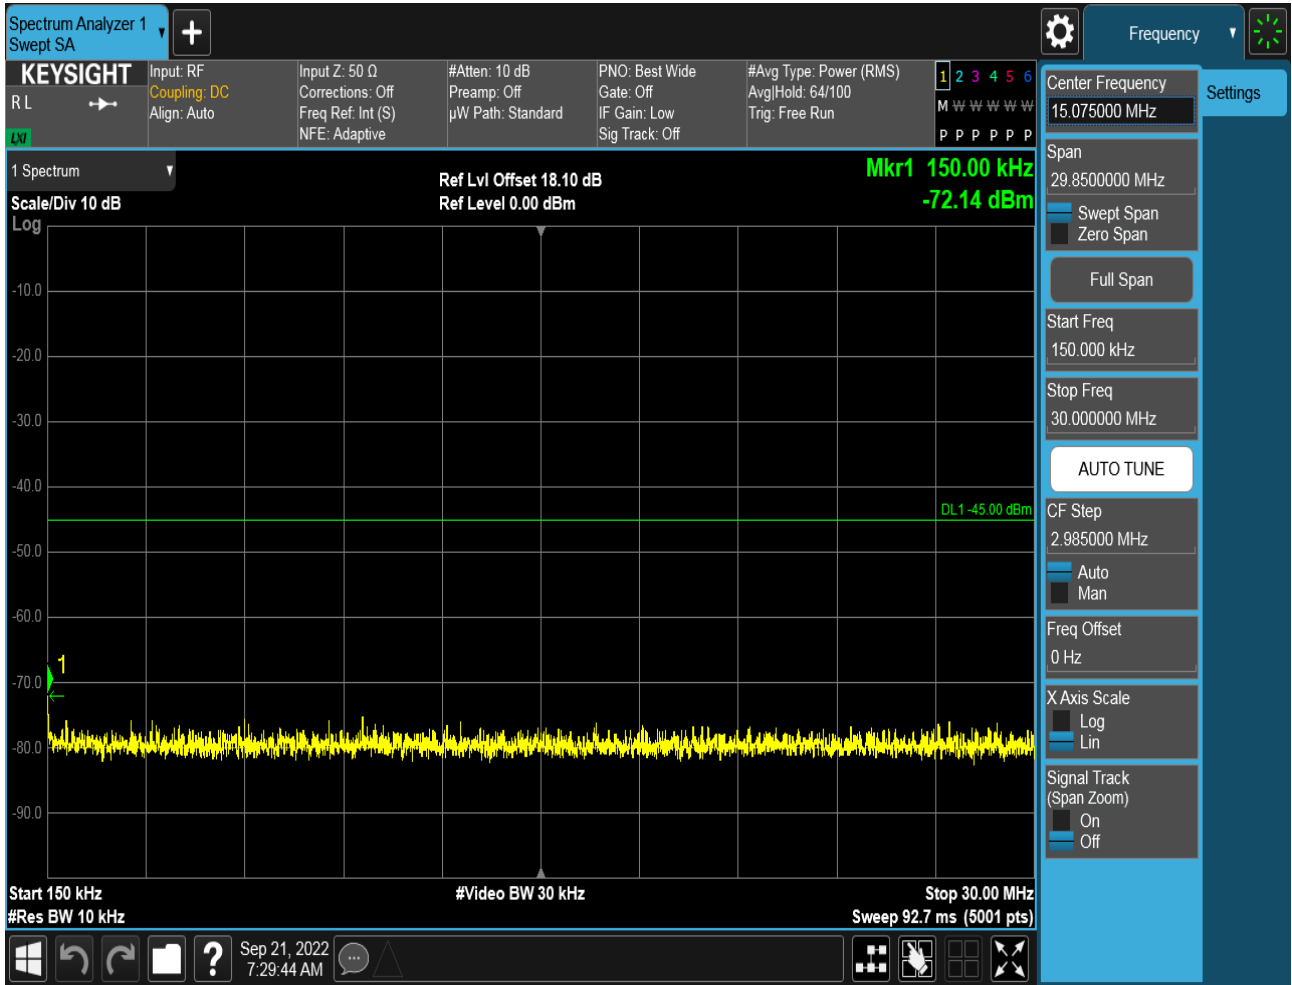 Spectrum Analyzer 1
Swept SA
Frequency
KEYSIGHT
R L
LXI
Input: RF
Coupling: DC
Align: Auto
Input Z: 50 Ω
Corrections: Off
Freq Ref: Int (S)
NFE: Adaptive
#Atten: 10 dB
Preamp: Off
µW Path: Standard
PNO: Best Wide
Gate: Off
IF Gain: Low
Sig Track: Off
#Avg Type: Power (RMS)
Avg|Hold: 64/100
Trig: Free Run
1 2 3 4 5 6
M W W W W W
P P P P P P
1 Spectrum
Scale/Div 10 dB
Log
Ref Lvl Offset 18.10 dB
Ref Level 0.00 dBm
Mkr1 150.00 kHz
-72.14 dBm
-10.0
-20.0
-30.0
-40.0
DL1 -45.00 dBm
-50.0
-60.0
1
-70.0
-80.0
-90.0
Start 150 kHz
#Res BW 10 kHz
#Video BW 30 kHz
Stop 30.00 MHz
Sweep 92.7 ms (5001 pts)
Center Frequency
15.075000 MHz
Settings
Span
29.8500000 MHz
Swept Span
Zero Span
Full Span
Start Freq
150.000 kHz
Stop Freq
30.000000 MHz
AUTO TUNE
CF Step
2.985000 MHz
Auto
Man
Freq Offset
0 Hz
X Axis Scale
Log
Lin
Signal Track
(Span Zoom)
On
Off
?
Sep 21, 2022
7:29:44 AM